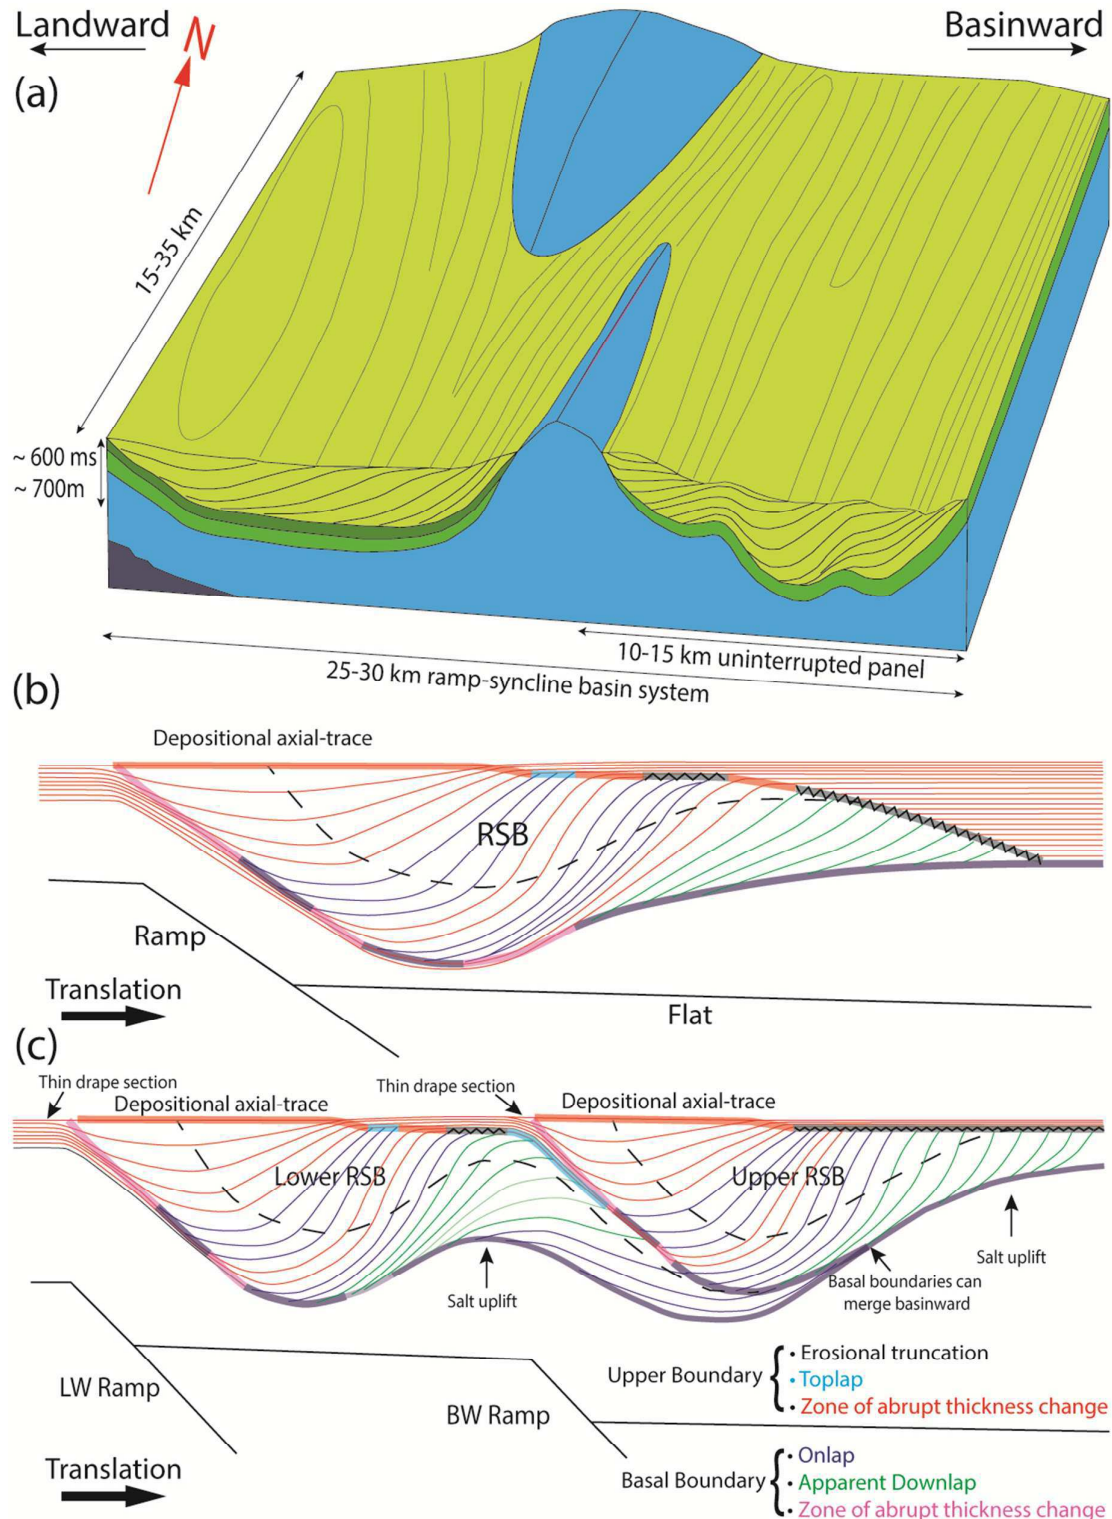 Landward
N
Basinward
(a)
15-35 km
~ 600 ms
~ 700m
10-15 km uninterrupted panel
25-30 km ramp-syncline basin system
(b)
Depositional axial-trace
RSB
Ramp
Translation
Flat
(c)
Thin drape section
Thin drape section
Depositional axial-trace
Depositional axial-trace
Lower RSB
Upper RSB
Salt uplift
Salt uplift
Basal boundaries can
merge basinward
LW Ramp
BW Ramp
Upper Boundary
• Erosional truncation
• Toplap
• Zone of abrupt thickness change
Translation
Basal Boundary
• Onlap
• Apparent Downlap
• Zone of abrupt thickness change